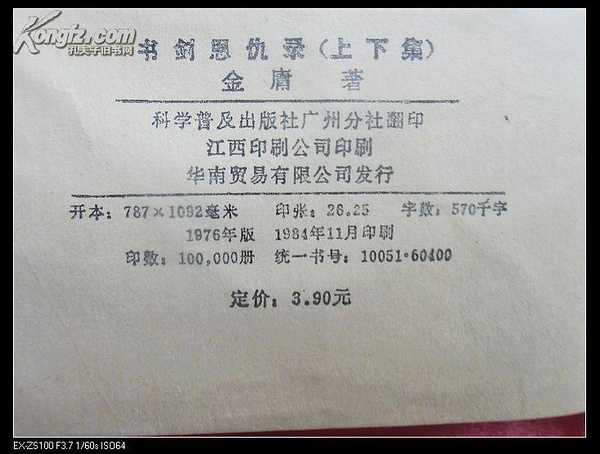 Kongfz.com
孔夫子旧书网
书剑恩仇录(上下集)
金庸 著
科学普及出版社广州分社翻印
江西印刷公司印刷
华南贸易有限公司发行
开本：787×1092毫米 印张：26.25 字数：570千字
1976年版 1984年11月印刷
印数：100,000册 统一书号：10051·60400
定价：3.90元
EX-ZS100 F3.7 1/60s ISO64